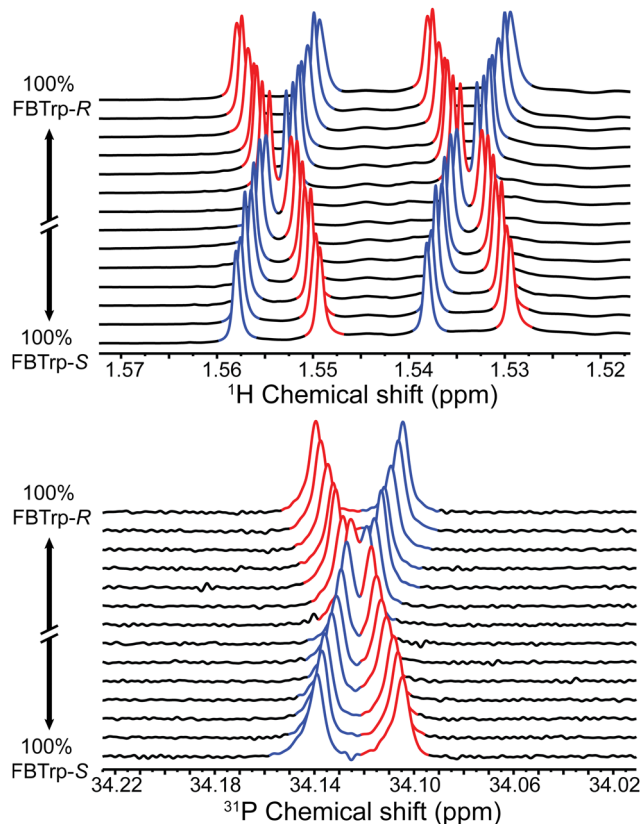 100%
FBTrp-R
100%
FBTrp-S
1.57 1.56 1.55 1.54 1.53 1.52
¹H Chemical shift (ppm)
100%
FBTrp-R
100%
FBTrp-S
34.22 34.18 34.14 34.10 34.06 34.02
³¹P Chemical shift (ppm)